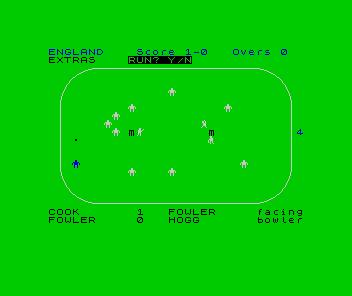 ENGLAND Score 1-0 Overs 0
EXTRAS RUN? Y/N
4
COOK 1 FOWLER facing
FOWLER 0 HOGG bowler